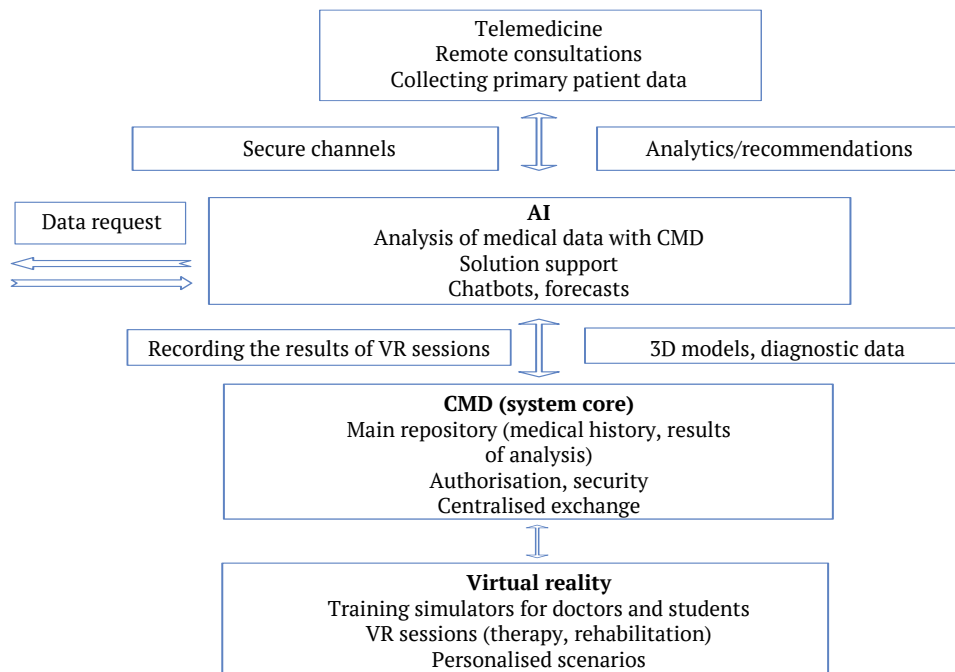 Telemedicine
Remote consultations
Collecting primary patient data
Secure channels
Analytics/recommendations
Data request
AI
Analysis of medical data with CMD
Solution support
Chatbots, forecasts
Recording the results of VR sessions
3D models, diagnostic data
CMD (system core)
Main repository (medical history, results
of analysis)
Authorisation, security
Centralised exchange
Virtual reality
Training simulators for doctors and students
VR sessions (therapy, rehabilitation)
Personalised scenarios